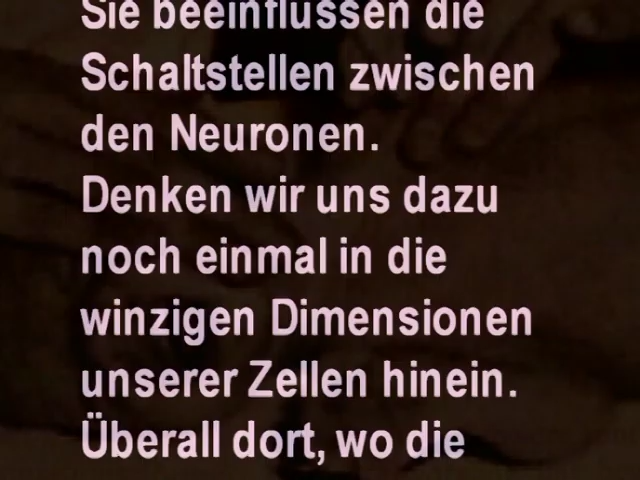 Sie beeinflussen die
Schaltstellen zwischen
den Neuronen.
Denken wir uns dazu
noch einmal in die
winzigen Dimensionen
unserer Zellen hinein.
Überall dort, wo die